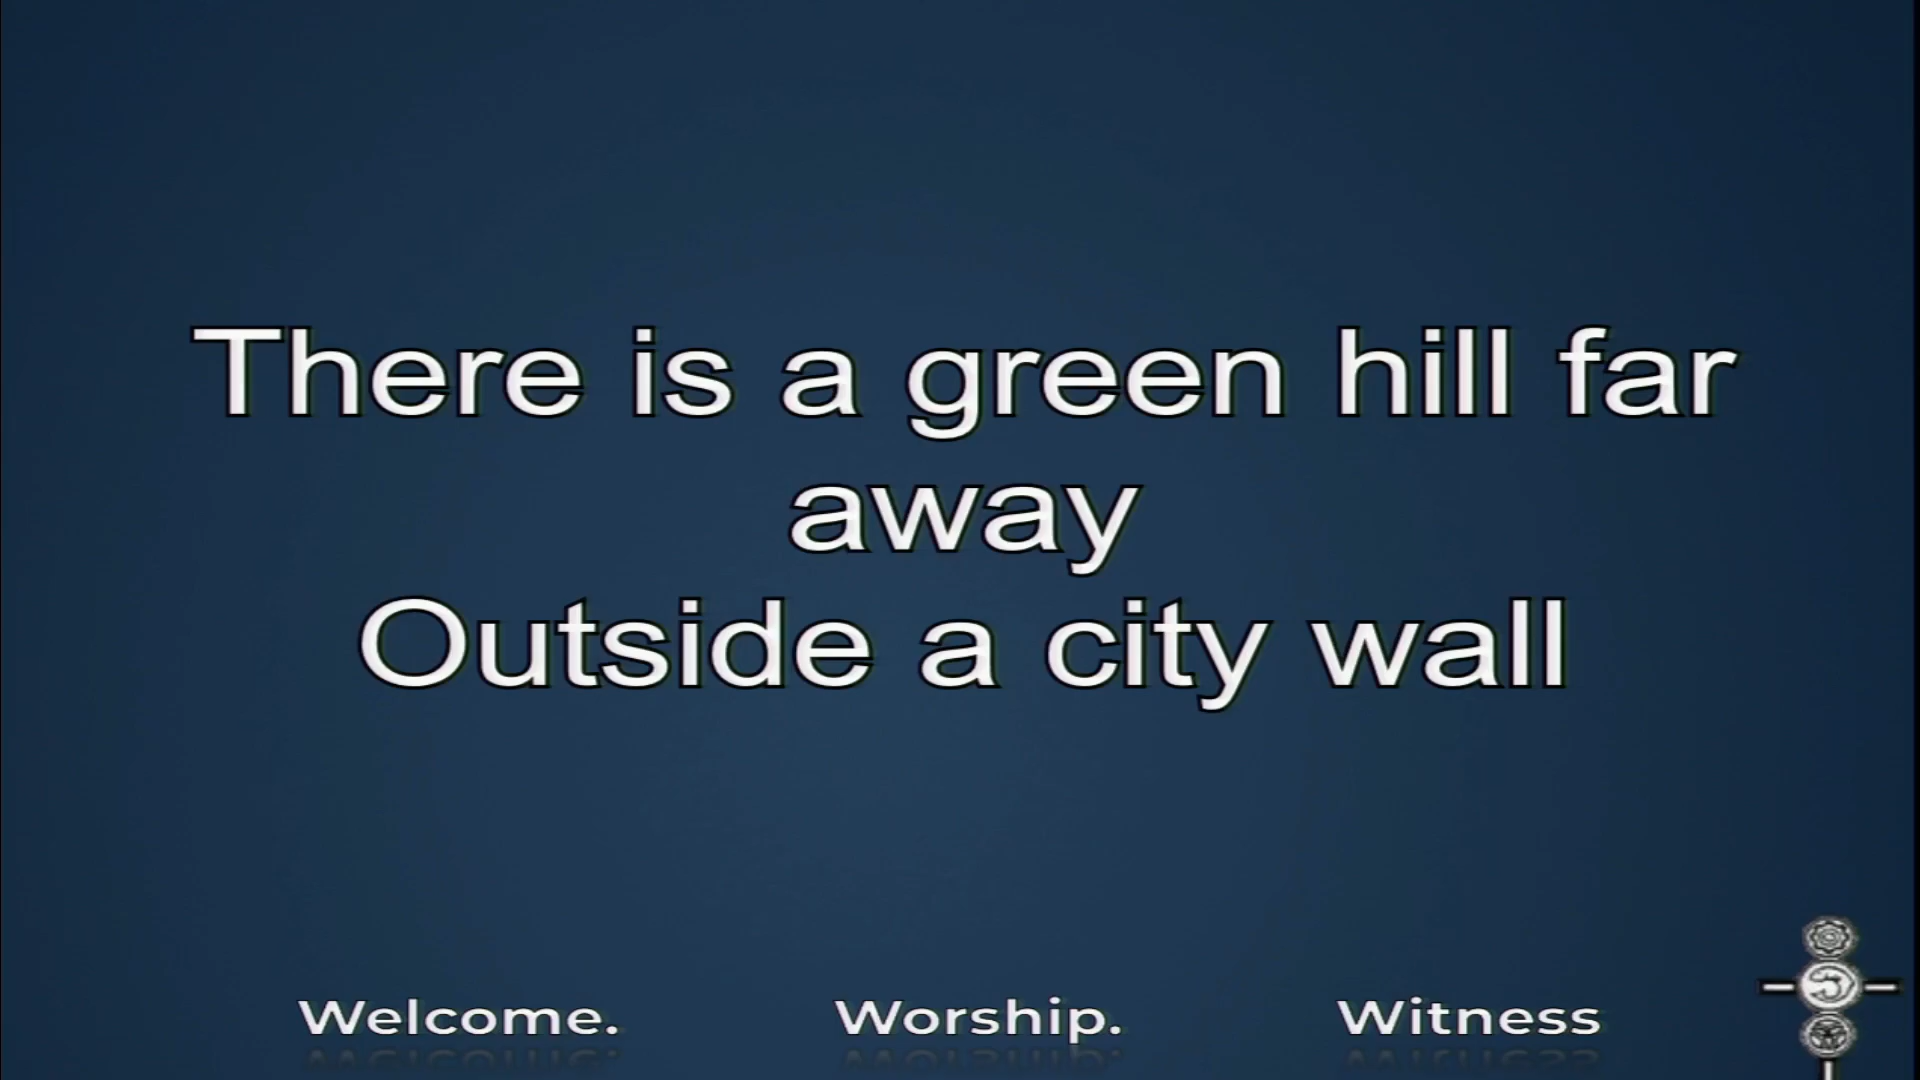 There is a green hill far
away
Outside a city wall
Welcome. Worship. Witness